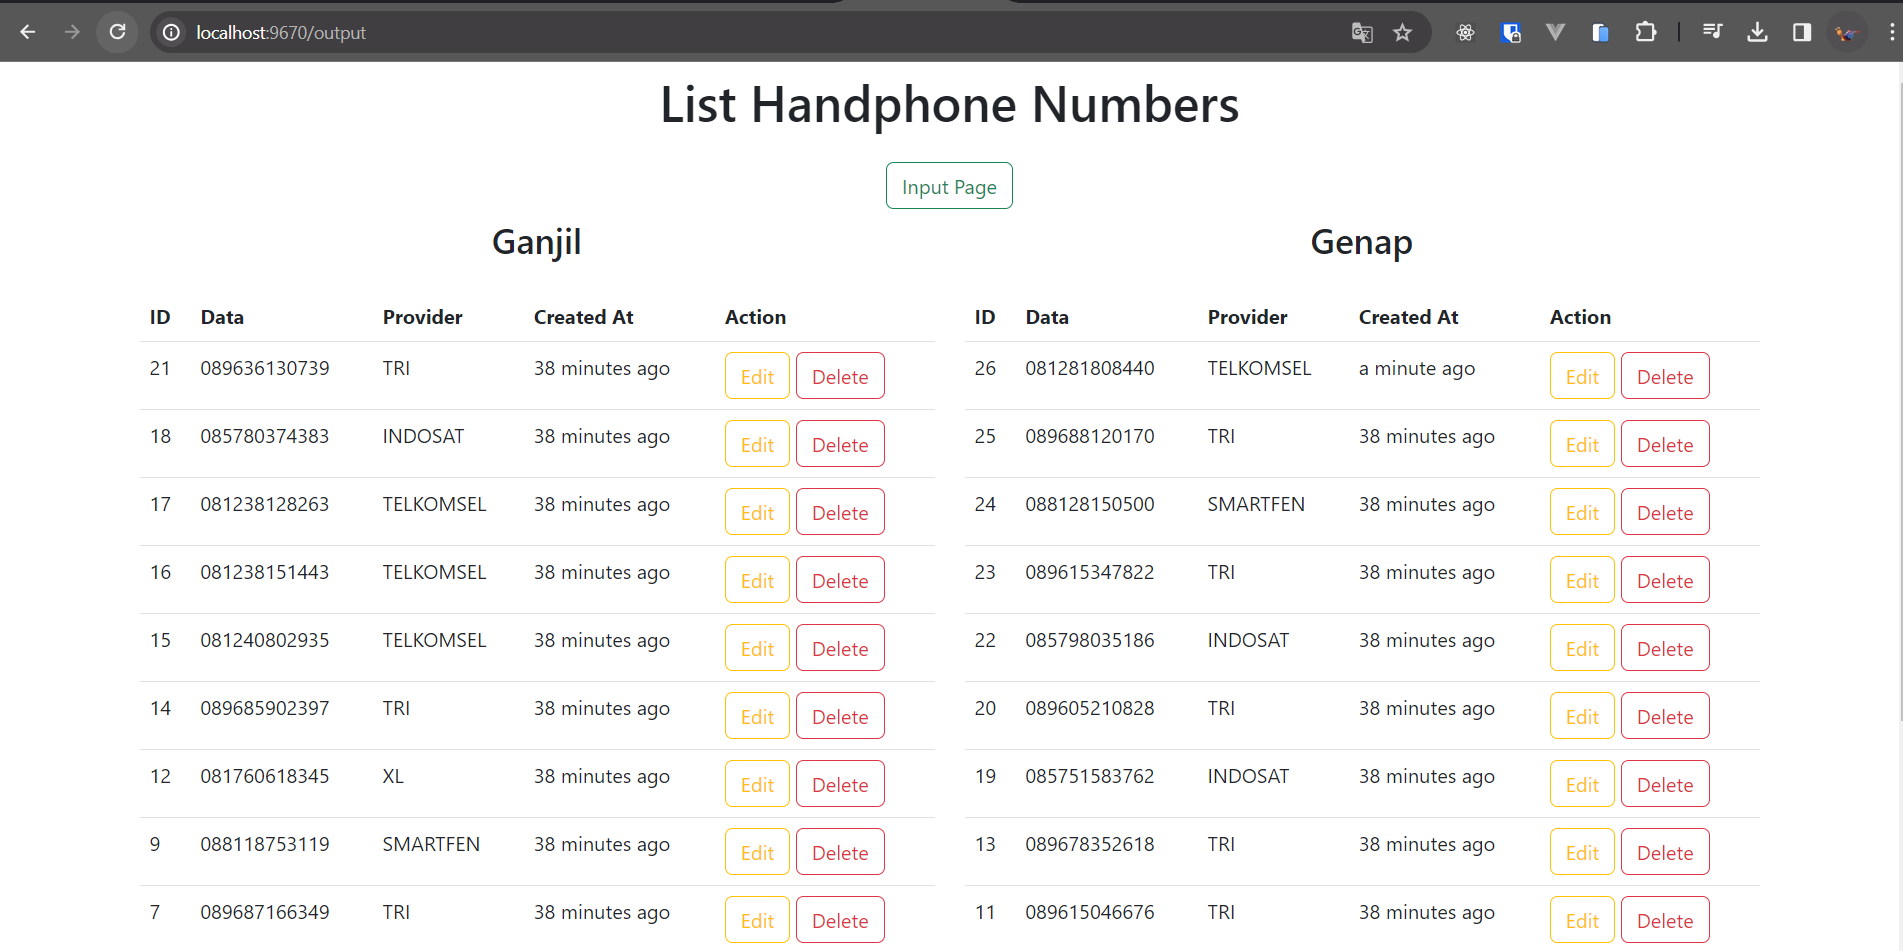 localhost:9670/output
List Handphone Numbers
Input Page
Ganjil
ID Data Provider Created At Action
21 089636130739 TRI 38 minutes ago Edit Delete
18 085780374383 INDOSAT 38 minutes ago Edit Delete
17 081238128263 TELKOMSEL 38 minutes ago Edit Delete
16 081238151443 TELKOMSEL 38 minutes ago Edit Delete
15 081240802935 TELKOMSEL 38 minutes ago Edit Delete
14 089685902397 TRI 38 minutes ago Edit Delete
12 081760618345 XL 38 minutes ago Edit Delete
9 088118753119 SMARTFEN 38 minutes ago Edit Delete
7 089687166349 TRI 38 minutes ago Edit Delete
Genap
ID Data Provider Created At Action
26 081281808440 TELKOMSEL a minute ago Edit Delete
25 089688120170 TRI 38 minutes ago Edit Delete
24 088128150500 SMARTFEN 38 minutes ago Edit Delete
23 089615347822 TRI 38 minutes ago Edit Delete
22 085798035186 INDOSAT 38 minutes ago Edit Delete
20 089605210828 TRI 38 minutes ago Edit Delete
19 085751583762 INDOSAT 38 minutes ago Edit Delete
13 089678352618 TRI 38 minutes ago Edit Delete
11 089615046676 TRI 38 minutes ago Edit Delete